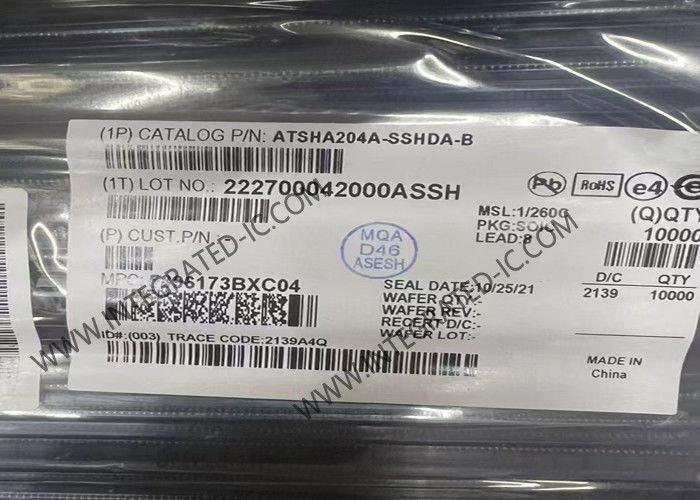 (1P) CATALOG P/N: ATSHA204A-SSHDA-B
(1T) LOT NO.: 222700042000ASSH
(P) CUST.P/N
Pb RoHS e4
MSL:1/260C
PKG:SOIC
LEAD:8
(Q)QTY
10000
MQA
D46
ASESH
6173BXC04
SEAL DATE:10/25/21
WAFER QTY:-
WAFER REV:-
RECERT D/C:-
WAFER LOT:-
D/C QTY
2139 10000
ID#:(003) TRACE CODE:2139A4Q
MADE IN
China
WWW.INTEGRATED-IC.COM
WWW.INTEGRATED-IC.COM